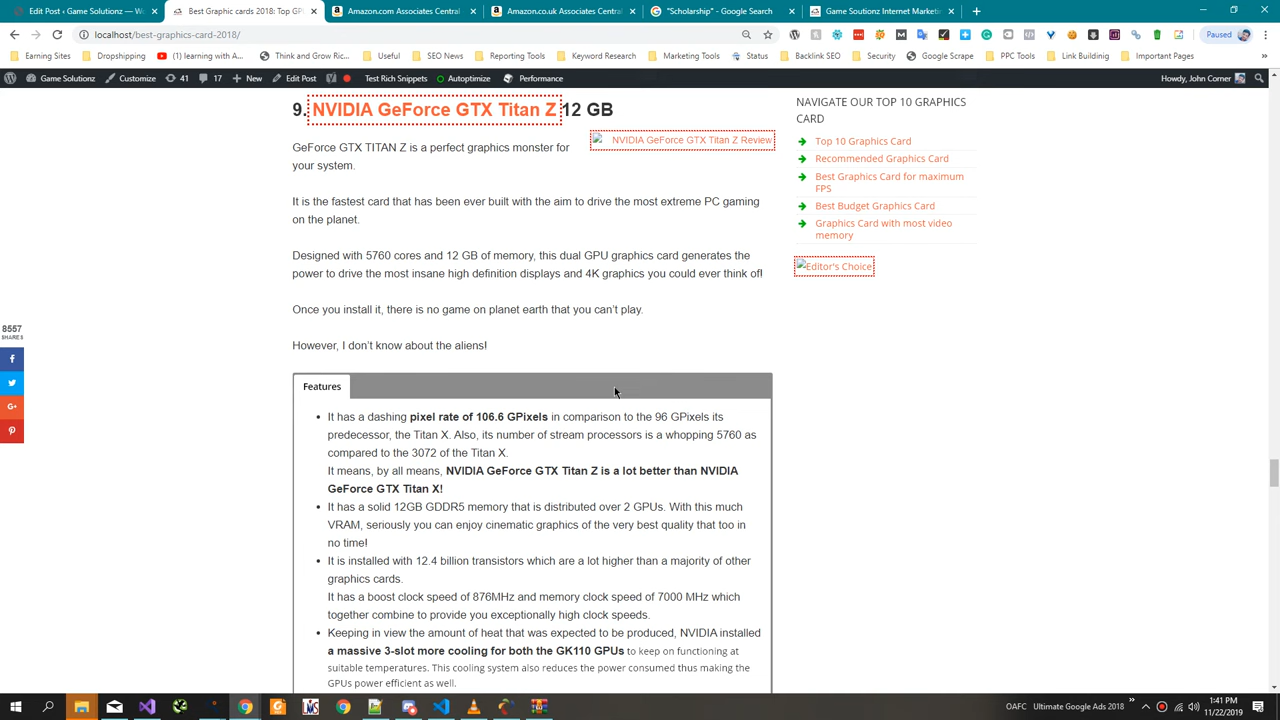 Work ‹ Game Solutinz — W
Best Graphic cards 2018: Top GP
Amazon.com Associates Central
Amazon.co.uk Associates Central
"Scholarship" - Google Search
Game Soutionz Internet Marketin
localhost/best-graphics-card-2018/
Paused
Earning Sites
Dropshipping
(1) learning with A...
Think and Grow Ric...
Useful
SEO News
Reporting Tools
Keyword Research
Marketing Tools
Status
Backlink SEO
Security
Google Scrape
PPC Tools
Link Building
Important Pages
Game Solutionz
Customize
41
17
New
Edit Post
Test Rich Snippets
Autoptimize
Performance
Howdy, John Corner
9. NVIDIA GeForce GTX Titan Z 12 GB
NVIDIA GeForce GTX Titan Z Review
GeForce GTX TITAN Z is a perfect graphics monster for
your system.
It is the fastest card that has been ever built with the aim to drive the most extreme PC gaming
on the planet.
Designed with 5760 cores and 12 GB of memory, this dual GPU graphics card generates the
power to drive the most insane high definition displays and 4K graphics you could ever think of!
Once you install it, there is no game on planet earth that you can't play.
However, I don't know about the aliens!
Features
It has a dashing pixel rate of 106.6 GPixels in comparison to the 96 GPixels its
predecessor, the Titan X. Also, its number of stream processors is a whopping 5760 as
compared to the 3072 of the Titan X.
It means, by all means, NVIDIA GeForce GTX Titan Z is a lot better than NVIDIA
GeForce GTX Titan X!
It has a solid 12GB GDDR5 memory that is distributed over 2 GPUs. With this much
VRAM, seriously you can enjoy cinematic graphics of the very best quality that too in
no time!
It is installed with 12.4 billion transistors which are a lot higher than a majority of other
graphics cards.
It has a boost clock speed of 876MHz and memory clock speed of 7000 MHz which
together combine to provide you exceptionally high clock speeds.
Keeping in view the amount of heat that was expected to be produced, NVIDIA installed
a massive 3-slot more cooling for both the GK110 GPUs to keep on functioning at
suitable temperatures. This cooling system also reduces the power consumed thus making the
GPUs power efficient as well.
NAVIGATE OUR TOP 10 GRAPHICS
CARD
Top 10 Graphics Card
Recommended Graphics Card
Best Graphics Card for maximum
FPS
Best Budget Graphics Card
Graphics Card with most video
memory
Editor's Choice
8557
SHARES
OAFC
Ultimate Google Ads 2018
1:41 PM
11/22/2019